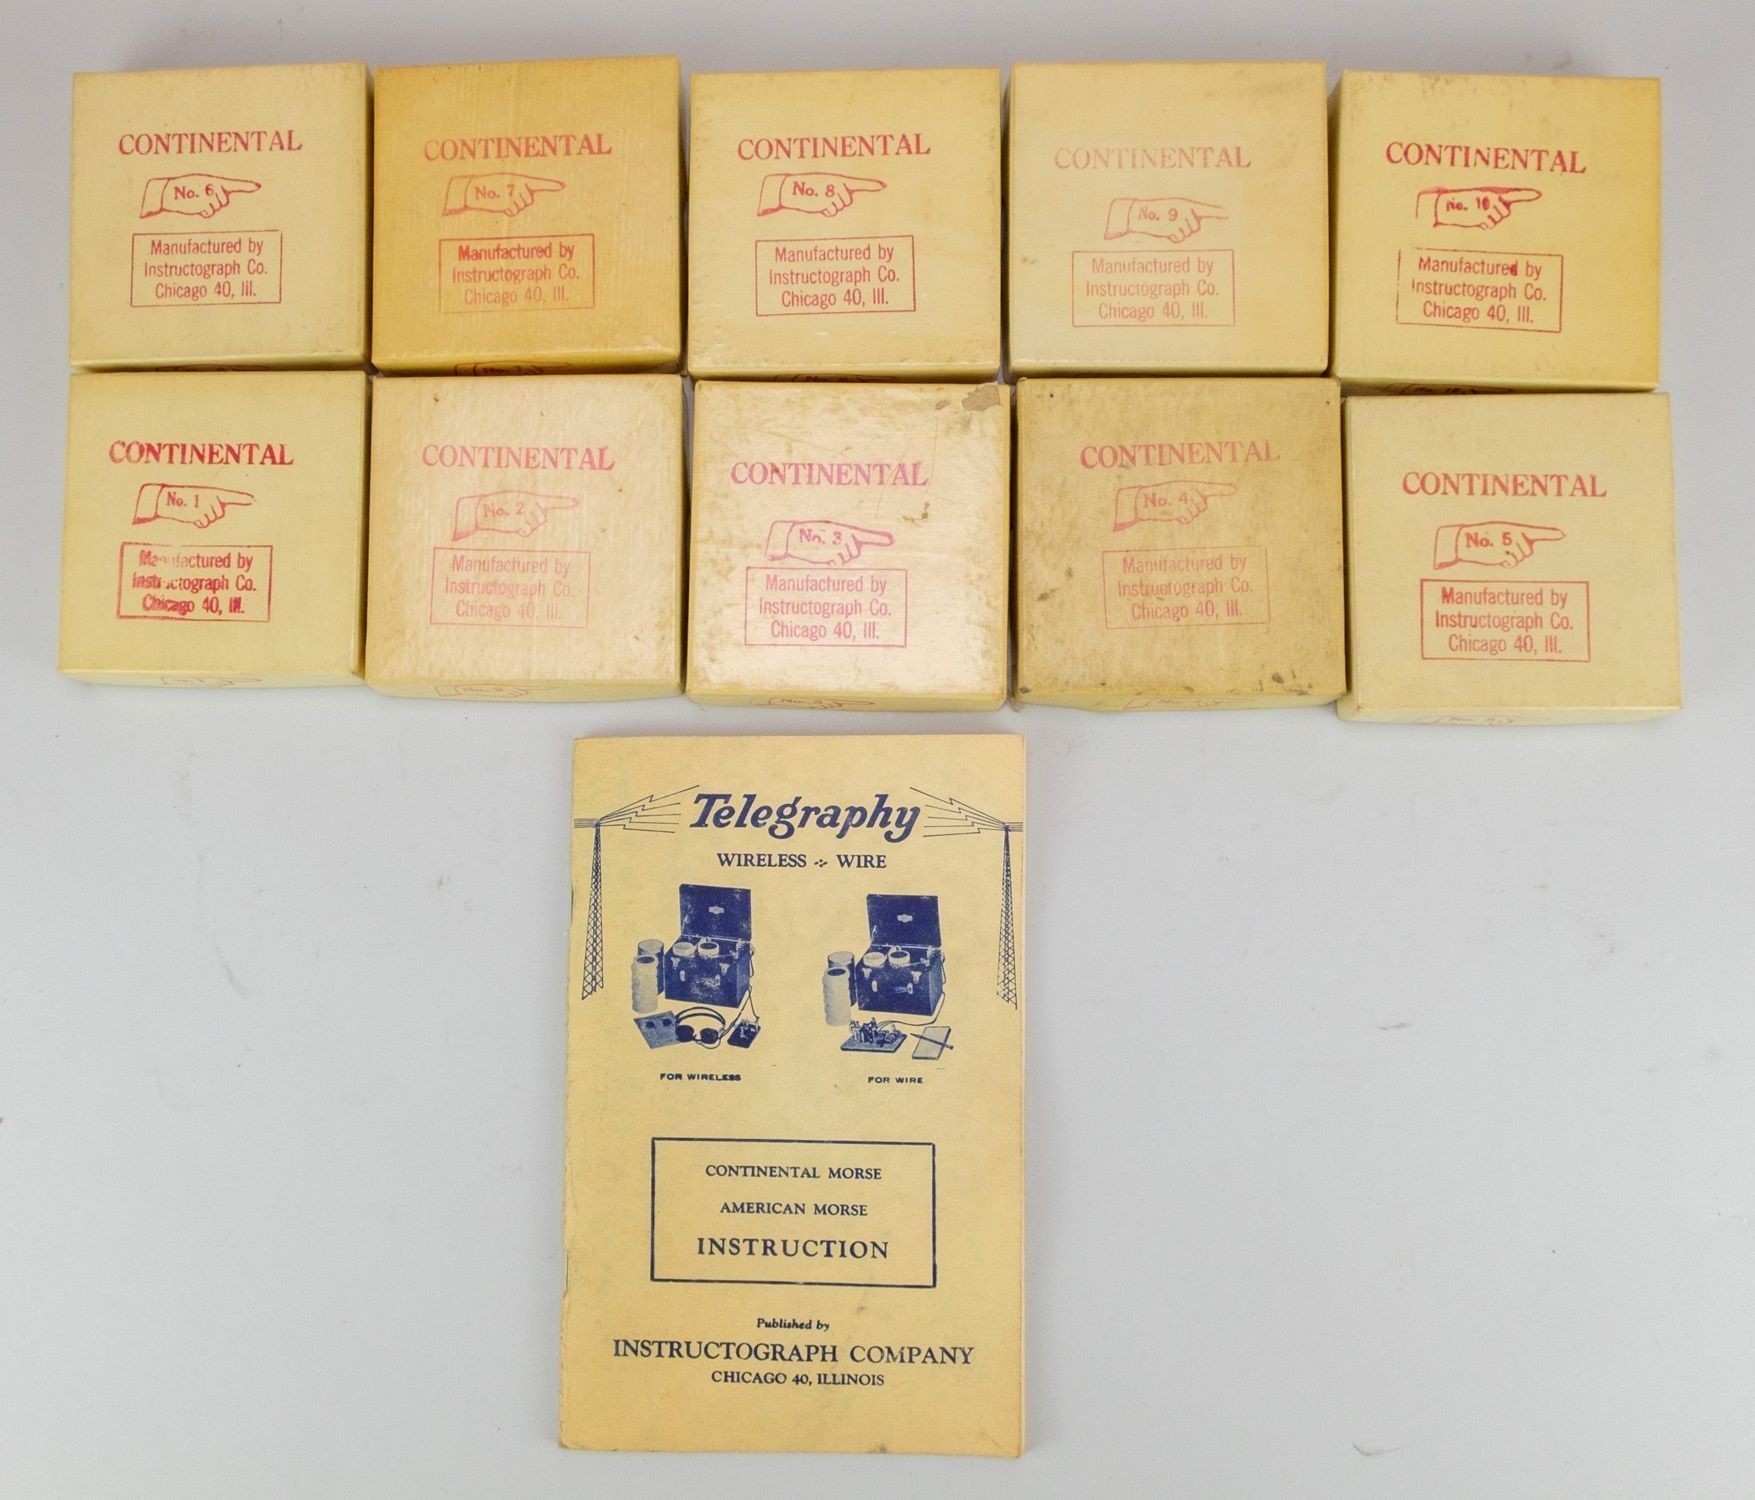 CONTINENTAL
No. 6
Manufactured by
Instructograph Co.
Chicago 40, Ill.
CONTINENTAL
No. 7
Manufactured by
Instructograph Co.
Chicago 40, Ill.
CONTINENTAL
No. 8
Manufactured by
Instructograph Co.
Chicago 40, Ill.
CONTINENTAL
No. 9
Manufactured by
Instructograph Co.
Chicago 40, Ill.
CONTINENTAL
No. 10
Manufactured by
Instructograph Co.
Chicago 40, Ill.
CONTINENTAL
No. 1
Manufactured by
Instructograph Co.
Chicago 40, Ill.
CONTINENTAL
No. 2
Manufactured by
Instructograph Co.
Chicago 40, Ill.
No. 2
CONTINENTAL
No. 3
Manufactured by
Instructograph Co.
Chicago 40, Ill.
No. 3
CONTINENTAL
No. 4
Manufactured by
Instructograph Co.
Chicago 40, Ill.
CONTINENTAL
No. 5
Manufactured by
Instructograph Co.
Chicago 40, Ill.
Telegraphy
WIRELESS WIRE
FOR WIRELESS
FOR WIRE
CONTINENTAL MORSE
AMERICAN MORSE
INSTRUCTION
Published by
INSTRUCTOGRAPH COMPANY
CHICAGO 40, ILLINOIS